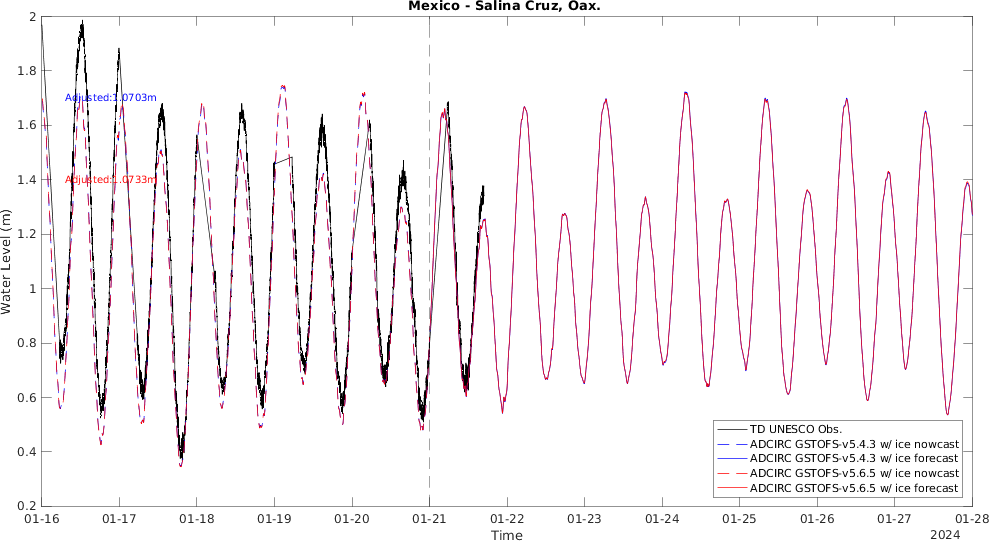 Mexico - Salina Cruz, Oax.
2
1.8
1.6
1.4
1.2
1
0.8
0.6
0.4
0.2
Water Level (m)
Adjusted:1.0703m
Adjusted:1.0733m
TD UNESCO Obs.
ADCIRC GSTOFS-v5.4.3 w/ ice nowcast
ADCIRC GSTOFS-v5.4.3 w/ ice forecast
ADCIRC GSTOFS-v5.6.5 w/ ice nowcast
ADCIRC GSTOFS-v5.6.5 w/ ice forecast
01-16 01-17 01-18 01-19 01-20 01-21 01-22 01-23 01-24 01-25 01-26 01-27 01-28
Time
2024